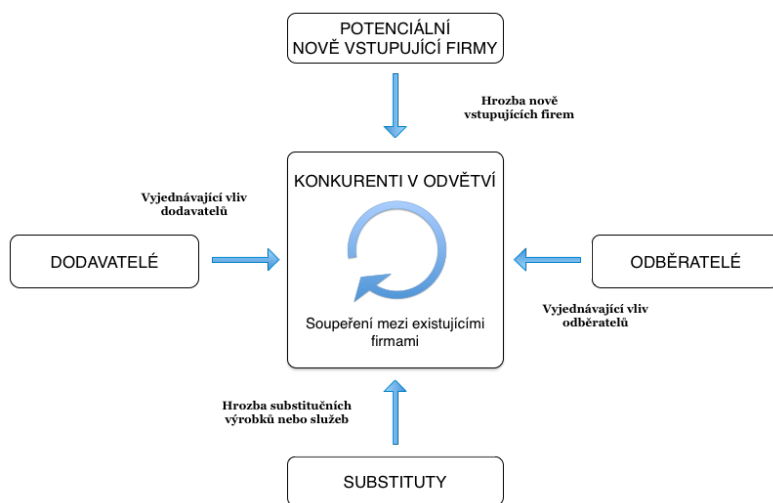 POTENCIÁLNÍ
NOVĚ VSTUPUJÍCÍ FIRMY
Hrozba nově
vstupujících firem
KONKURENTI V ODVĚTVÍ
Vyjednávající vliv
dodavatelů
DODAVATELÉ
ODBĚRATELÉ
Vyjednávající vliv
odběratelů
Soupeření mezi existujícími
firmami
Hrozba substitučních
výrobků nebo služeb
SUBSTITUTY